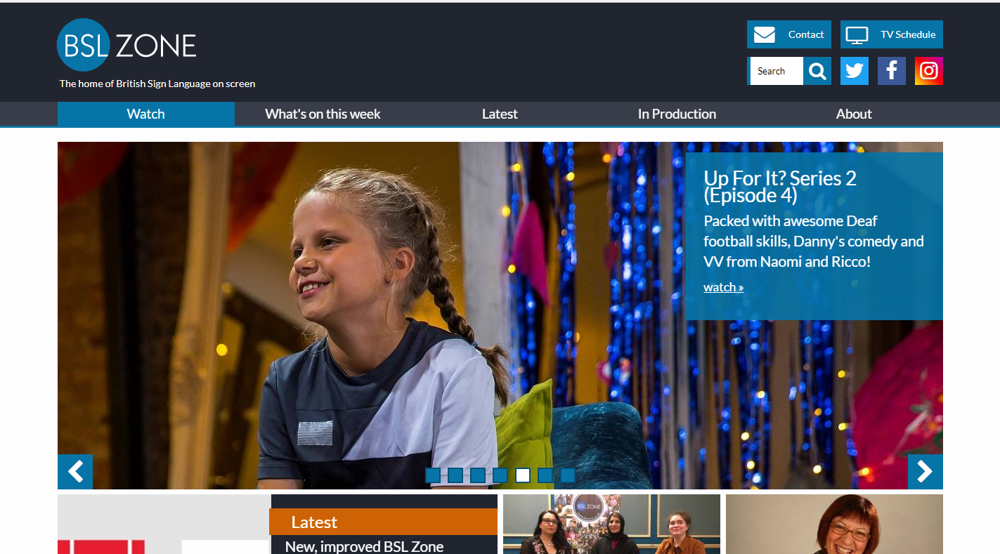 BSL ZONE
The home of British Sign Language on screen
Contact
TV Schedule
Search
Watch
What's on this week
Latest
In Production
About
Up For It? Series 2
(Episode 4)
Packed with awesome Deaf
football skills, Danny's comedy and
VV from Naomi and Ricco!
watch »
Latest
New, improved BSL Zone
BSL ZONE